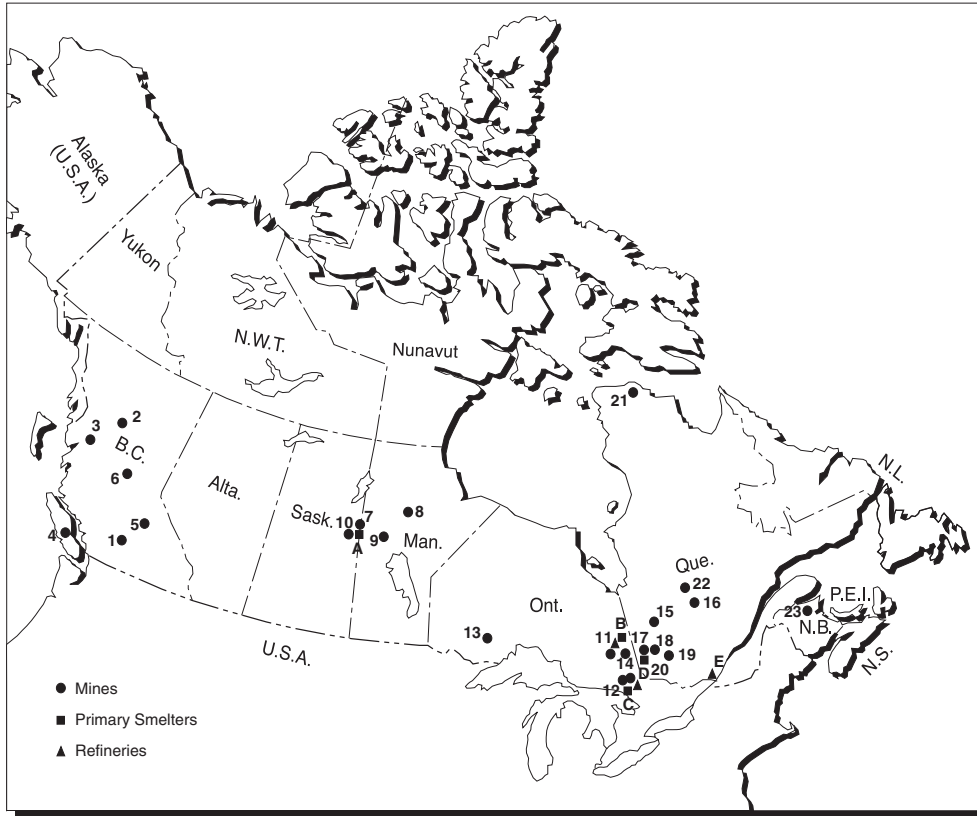 Alaska
(U.S.A.)
Yukon
N.W.T.
Nunavut
21
3
2
B.C.
6
N.L.
Alta.
Sask.
10
7
8
4
5
1
A
9
Man.
Que.
22
16
P.E.I.
23
N.B.
Ont.
15
13
B
11
17
18
N.S.
14
19
20
E
U.S.A.
D
12
C
Mines
Primary Smelters
Refineries